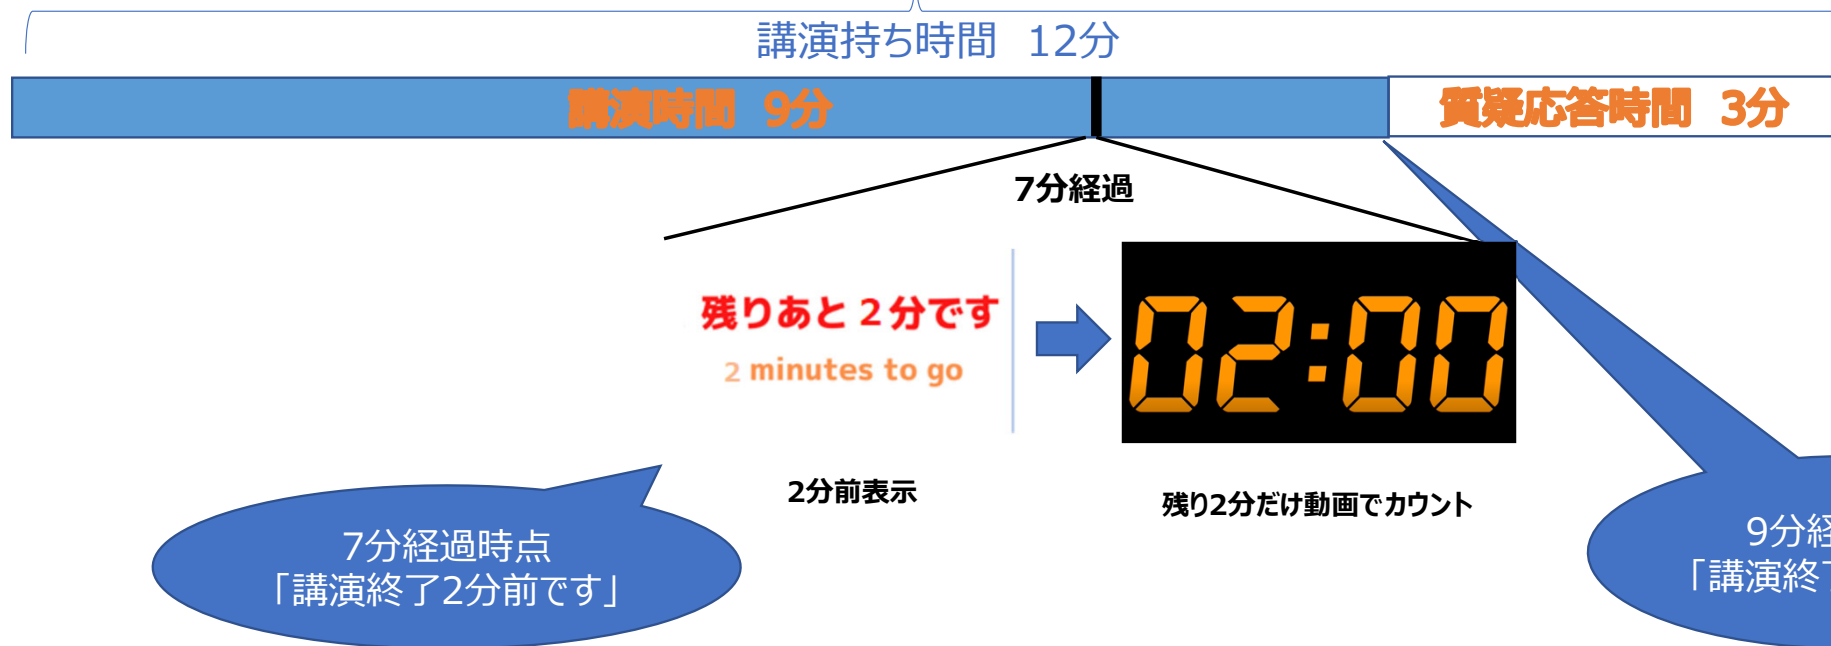 講演持ち時間 12分
講演時間 9分
質疑応答時間 3分
7分経過
残りあと2分です
2 minutes to go
02:00
2分前表示
残り2分だけ動画でカウント
7分経過時点
「講演終了2分前です」
9分経
「講演終